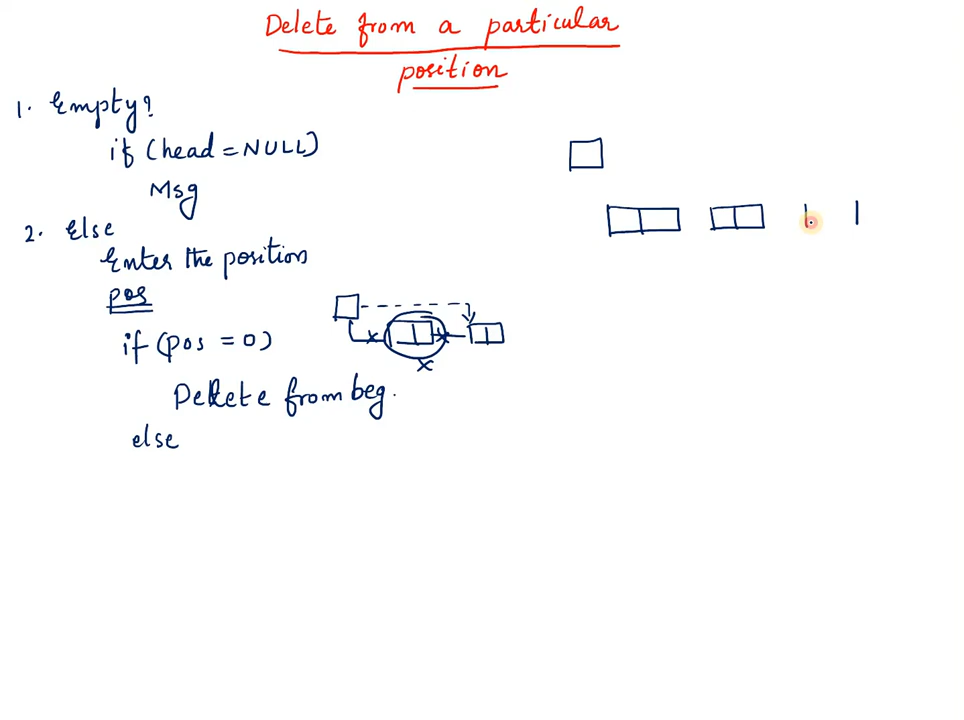 Delete from a particular
position
1. Empty?
if (head = NULL)
Msg
2. Else
Enter the position
pos
if (pos = 0)
Delete from beg.
else